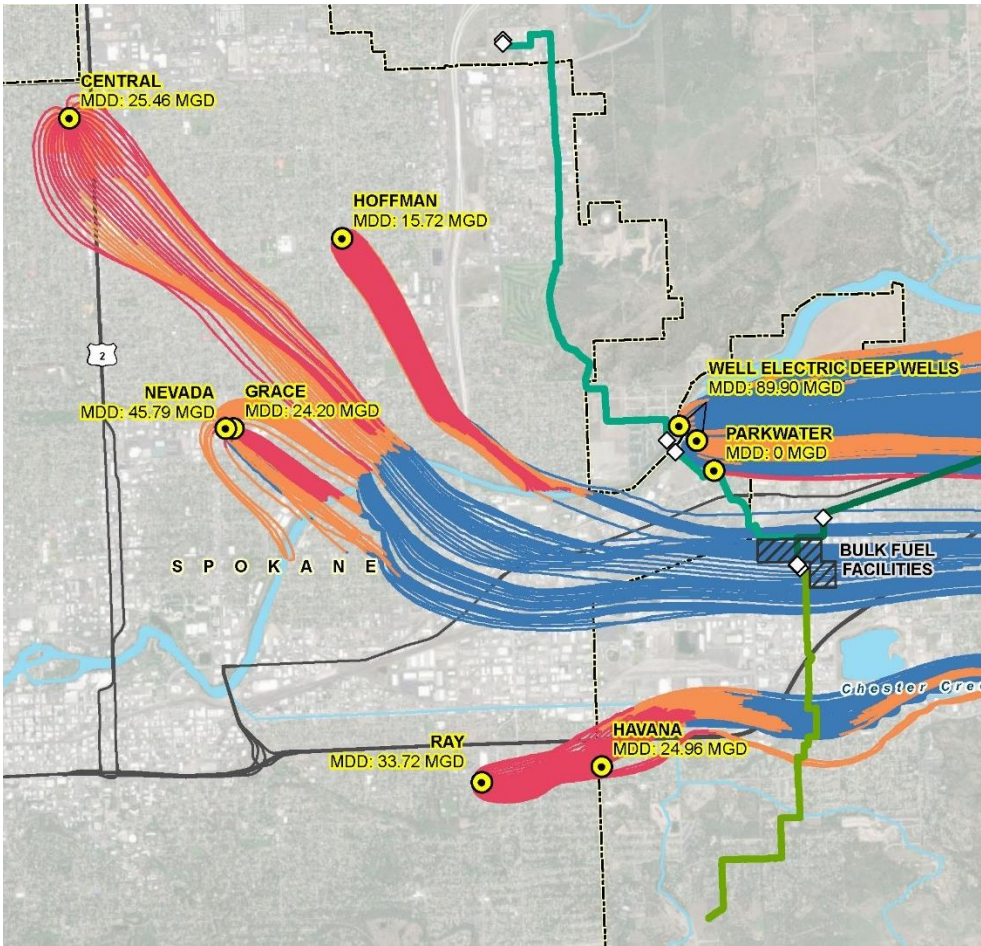 CENTRAL
MDD: 25.46 MGD
HOFFMAN
MDD: 15.72 MGD
2
WELL ELECTRIC DEEP WELLS
MDD: 89.90 MGD
NEVADA
MDD: 45.79 MGD
GRACE
MDD: 24.20 MGD
PARKWATER
MDD: 0 MGD
BULK FUEL
FACILITIES
SPOKANE
Chester Cree
HAVANA
MDD: 24.96 MGD
RAY
MDD: 33.72 MGD